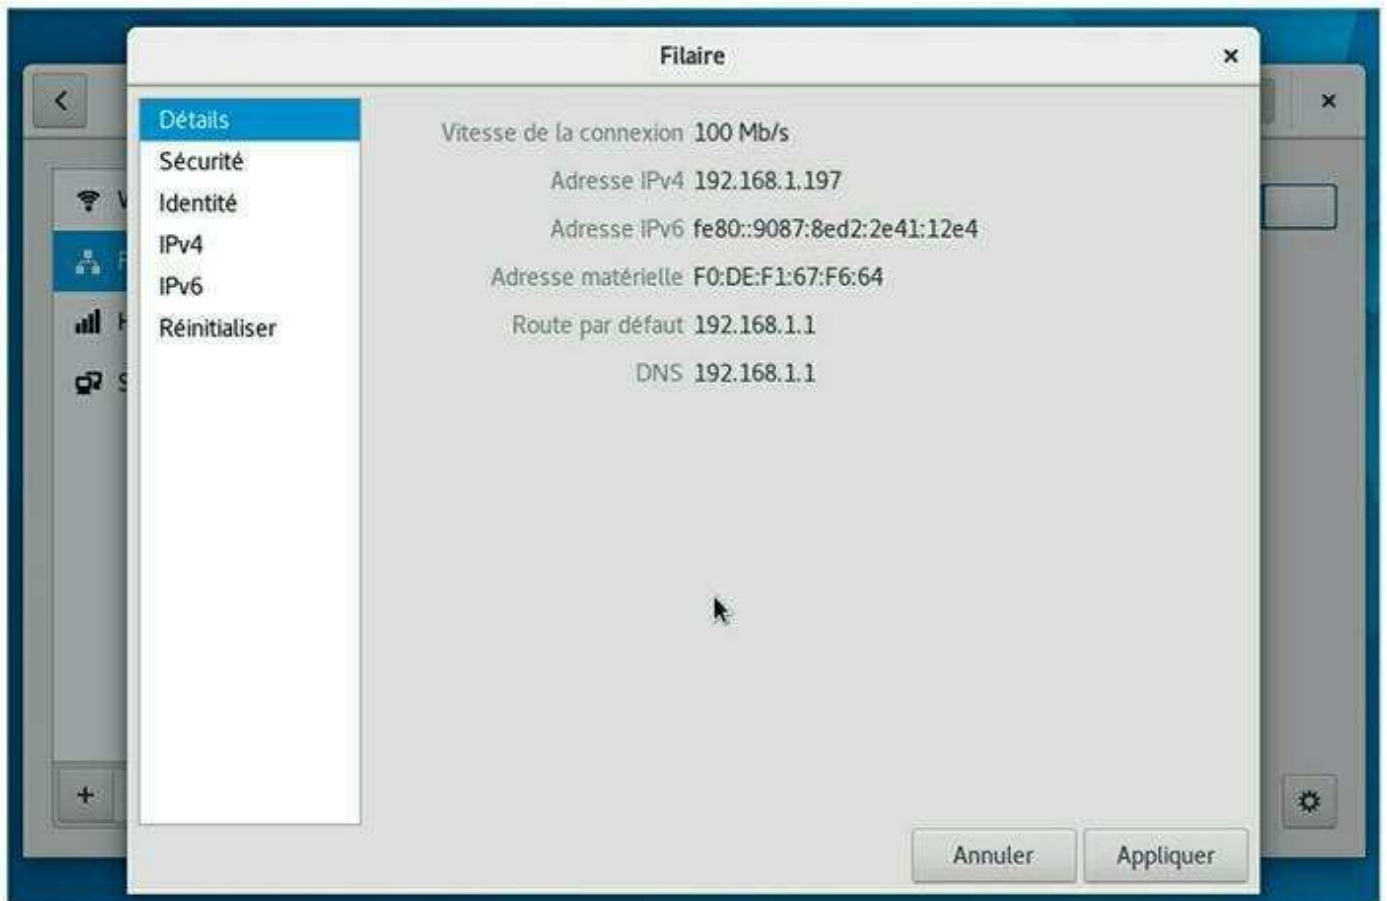 Filaire
Détails
Sécurité
Identité
IPv4
IPv6
Réinitialiser
Vitesse de la connexion 100 Mb/s
Adresse IPv4 192.168.1.197
Adresse IPv6 fe80::9087:8ed2:2e41:12e4
Adresse matérielle F0:DE:F1:67:F6:64
Route par défaut 192.168.1.1
DNS 192.168.1.1
Annuler
Appliquer